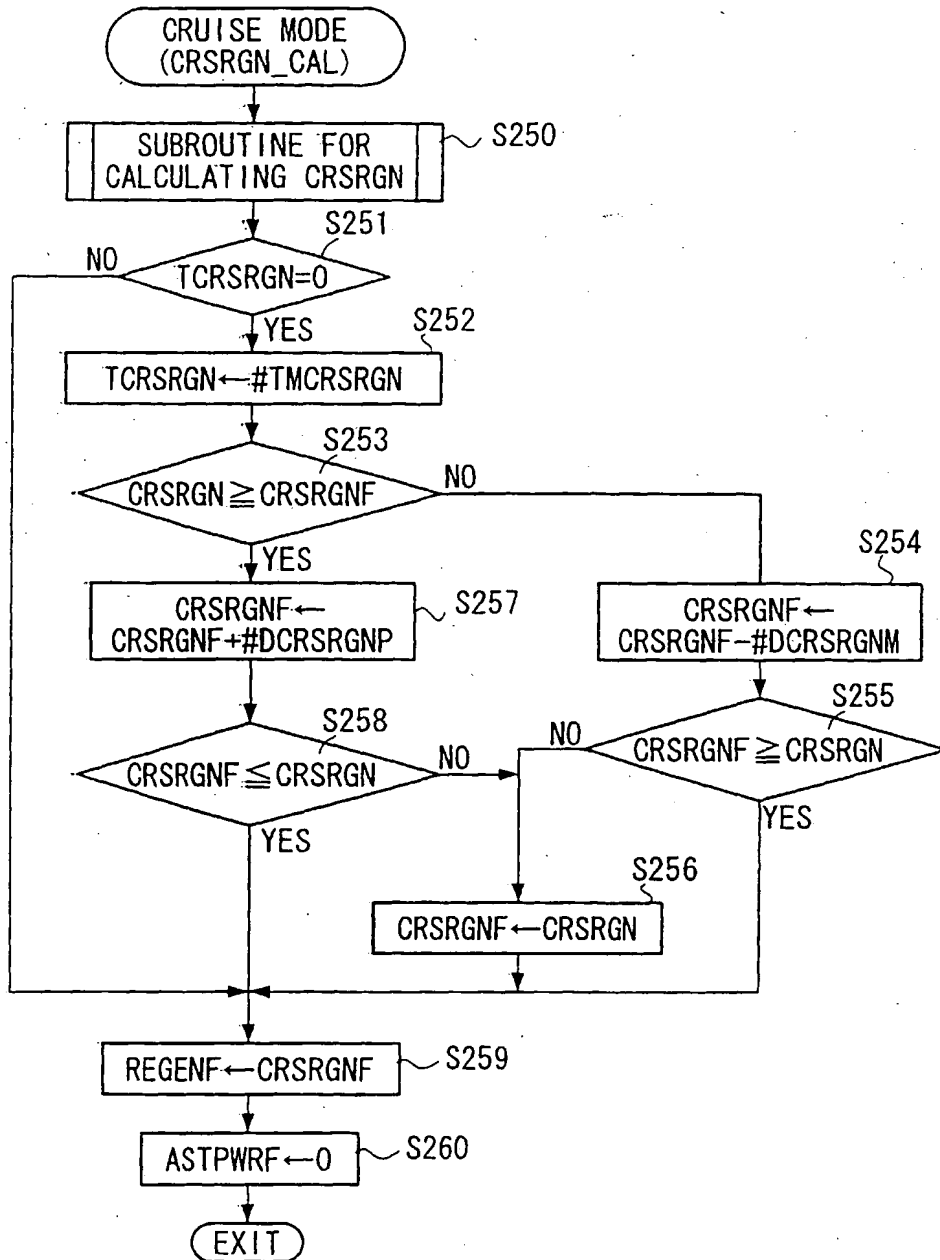 CRUISE MODE
(CRSRGN_CAL)
SUBROUTINE FOR
CALCULATING CRSRGN
S250
S251
NO
TCRSRGN=0
YES
S252
TCRSRGN←#TMCRSRGN
S253
NO
CRSRGN≧CRSRGNF
YES
S254
CRSRGNF←
CRSRGNF+#DCRSRGNP
S257
CRSRGNF←
CRSRGNF-#DCRSRGNM
S258
S255
CRSRGNF≦CRSRGN
NO
NO
CRSRGNF≧CRSRGN
YES
YES
S256
CRSRGNF←CRSRGN
REGENF←CRSRGNF
S259
ASTPWRF←0
S260
EXIT